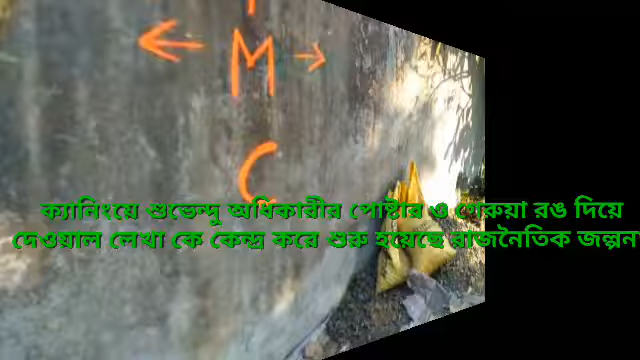 M
C
ক্যানিংয়ে শুভেন্দু অধিকারীর পোষ্টার ও গেরুয়া রঙ দিয়ে
দেওয়াল লেখা কে কেন্দ্র করে শুরু হয়েছে রাজনৈতিক জল্পনা